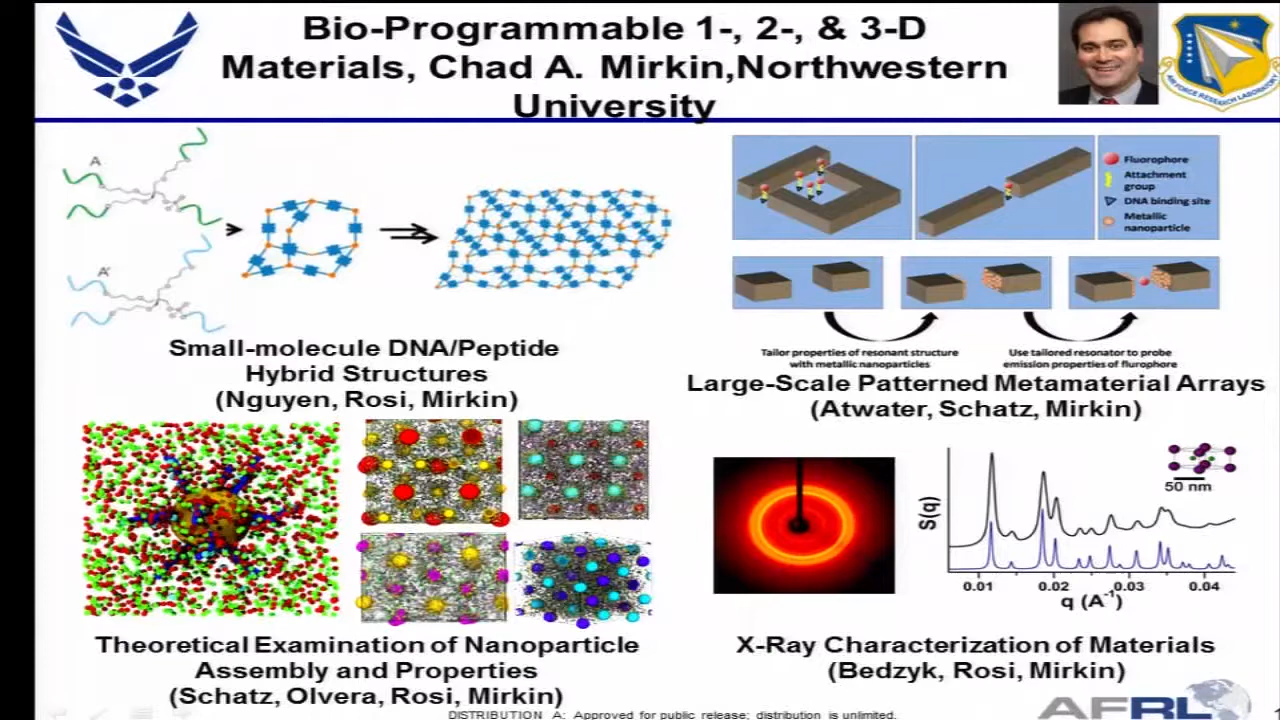 Bio-Programmable 1-, 2-, & 3-D
Materials, Chad A. Mirkin,Northwestern
University
AIR FORCE RESEARCH LABORATORY
A
A'
Small-molecule DNA/Peptide
Hybrid Structures
(Nguyen, Rosi, Mirkin)
Fluorophore
Attachment
group
DNA binding site
Metallic
nanoparticle
Tailor properties of resonant structure
with metallic nanoparticles
Use tailored resonator to probe
emission properties of flurophore
Large-Scale Patterned Metamaterial Arrays
(Atwater, Schatz, Mirkin)
Theoretical Examination of Nanoparticle
Assembly and Properties
(Schatz, Olvera, Rosi, Mirkin)
S(q)
50 nm
0.01 0.02 0.03 0.04
q (A⁻¹)
X-Ray Characterization of Materials
(Bedzyk, Rosi, Mirkin)
AFRL
DISTRIBUTION A: Approved for public release; distribution is unlimited.